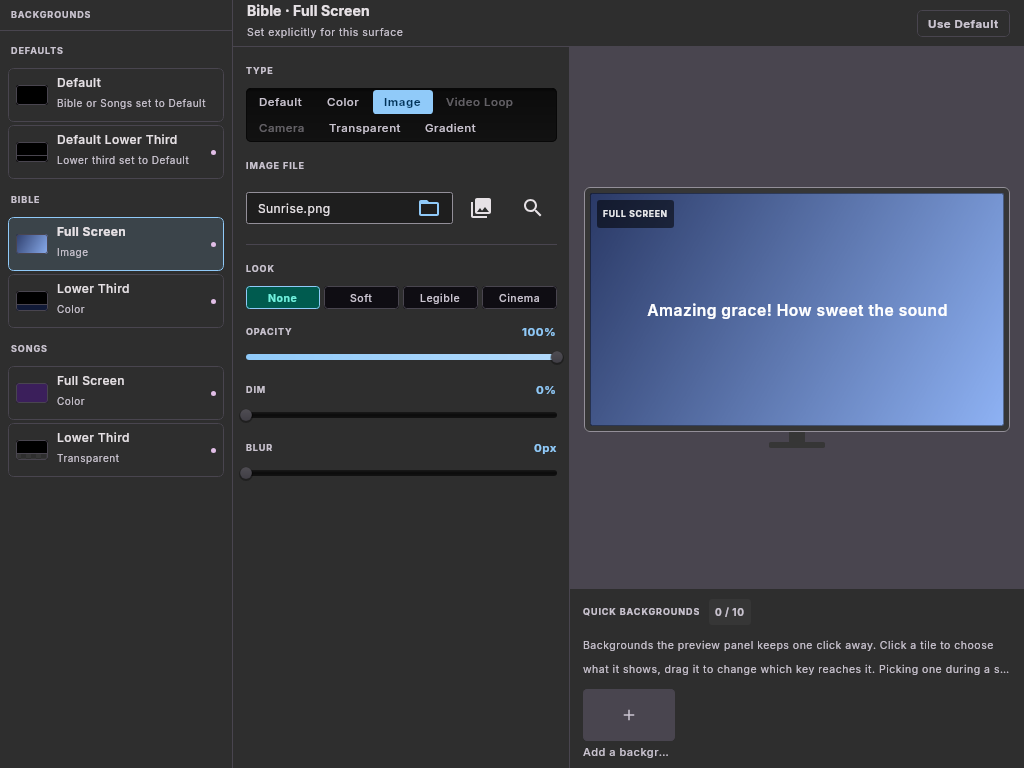 BACKGROUNDS
DEFAULTS
Default
Bible or Songs set to Default
Default Lower Third
Lower third set to Default
BIBLE
Full Screen
Image
Lower Third
Color
SONGS
Full Screen
Color
Lower Third
Transparent
Bible · Full Screen
Set explicitly for this surface
Use Default
TYPE
Default Color Image Video Loop
Camera Transparent Gradient
IMAGE FILE
Sunrise.png
LOOK
None Soft Legible Cinema
OPACITY 100%
DIM 0%
BLUR 0px
FULL SCREEN
Amazing grace! How sweet the sound
QUICK BACKGROUNDS 0 / 10
Backgrounds the preview panel keeps one click away. Click a tile to choose
what it shows, drag it to change which key reaches it. Picking one during a s...
Add a backgr...